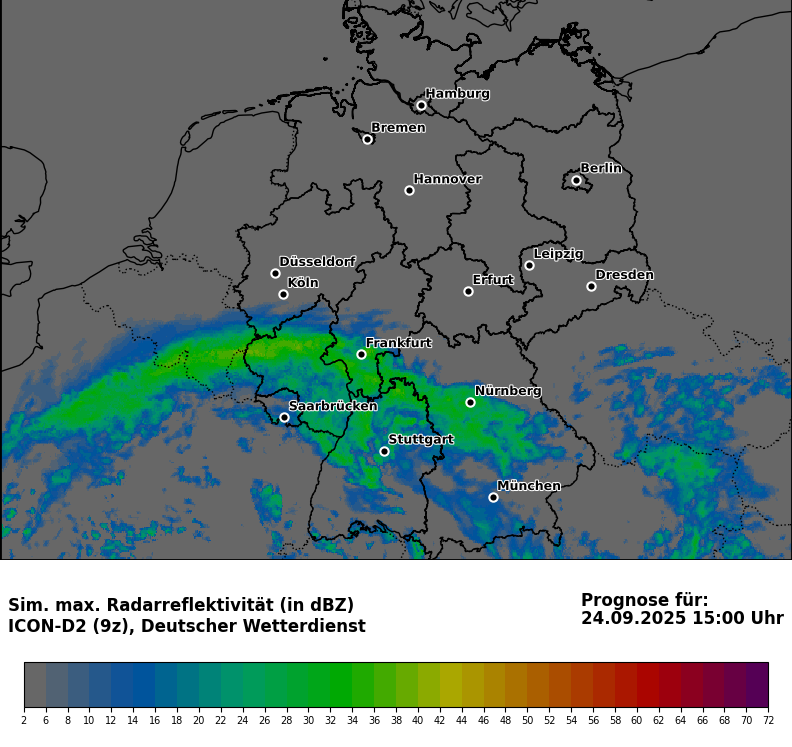 Hamburg
Bremen
Berlin
Hannover
Leipzig
Düsseldorf
Dresden
Köln
Erfurt
Frankfurt
Nürnberg
Saarbrücken
Stuttgart
München
Sim. max. Radarreflektivität (in dBZ)
ICON-D2 (9z), Deutscher Wetterdienst
Prognose für:
24.09.2025 15:00 Uhr
2 6 8 10 12 14 16 18 20 22 24 26 28 30 32 34 36 38 40 42 44 46 48 50 52 54 56 58 60 62 64 66 68 70 72